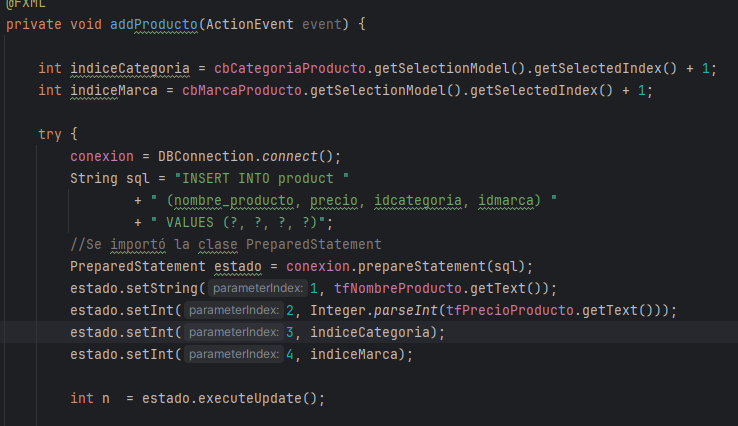 @FXML
private void addProducto(ActionEvent event) {
int indiceCategoria = cbCategoriaProducto.getSelectionModel().getSelectedIndex() + 1;
int indiceMarca = cbMarcaProducto.getSelectionModel().getSelectedIndex() + 1;
try {
conexion = DBConnection.connect();
String sql = "INSERT INTO product "
+ " (nombre_producto, precio, idcategoria, idmarca) "
+ " VALUES (?, ?, ?, ?)";
//Se importó la clase PreparedStatement
PreparedStatement estado = conexion.prepareStatement(sql);
estado.setString( parameterIndex: 1, tfNombreProducto.getText());
estado.setInt( parameterIndex: 2, Integer.parseInt(tfPrecioProducto.getText()));
estado.setInt( parameterIndex: 3, indiceCategoria);
estado.setInt( parameterIndex: 4, indiceMarca);
int n  = estado.executeUpdate();